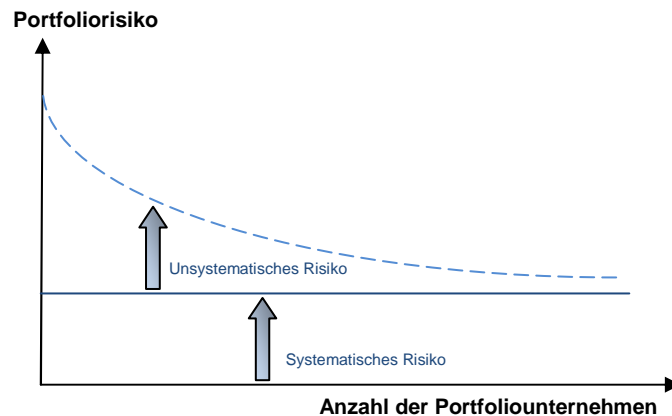 Portfoliorisiko
Unsystematisches Risiko
Systematisches Risiko
Anzahl der Portfoliounternehmen